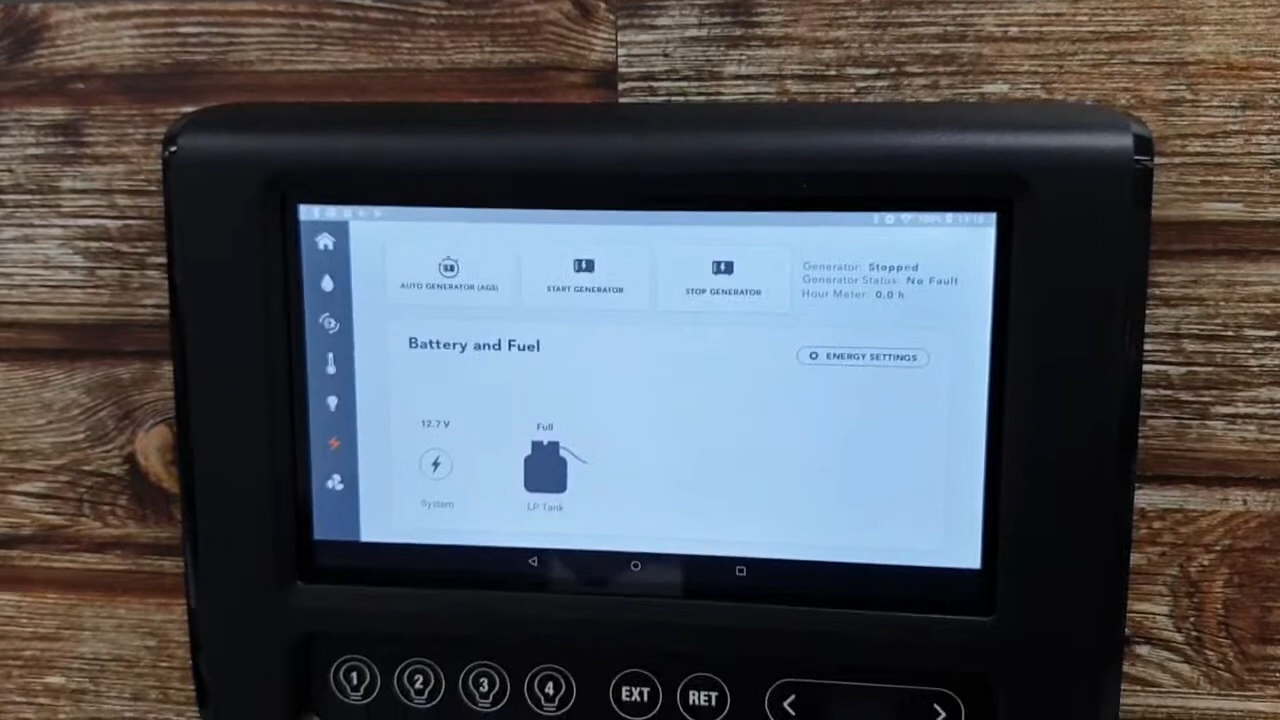 100%
AUTO GENERATOR (AGS)
START GENERATOR
STOP GENERATOR
Generator: Stopped
Generator Status: No Fault
Hour Meter: 0.0 h
Battery and Fuel
ENERGY SETTINGS
12.7 V
Full
System
LP Tank
1 2 3 4 EXT RET